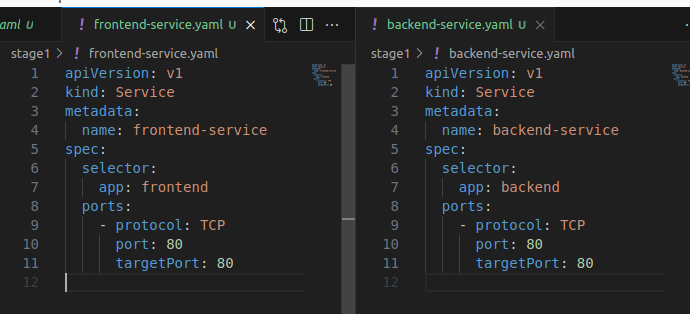 aml U
! frontend-service.yaml U ×
stage1 > ! frontend-service.yaml
1 apiVersion: v1
2 kind: Service
3 metadata:
4 name: frontend-service
5 spec:
6 selector:
7 app: frontend
8 ports:
9 - protocol: TCP
10 port: 80
11 targetPort: 80
12
! backend-service.yaml U ×
stage1 > ! backend-service.yaml
1 apiVersion: v1
2 kind: Service
3 metadata:
4 name: backend-service
5 spec:
6 selector:
7 app: backend
8 ports:
9 - protocol: TCP
10 port: 80
11 targetPort: 80
12